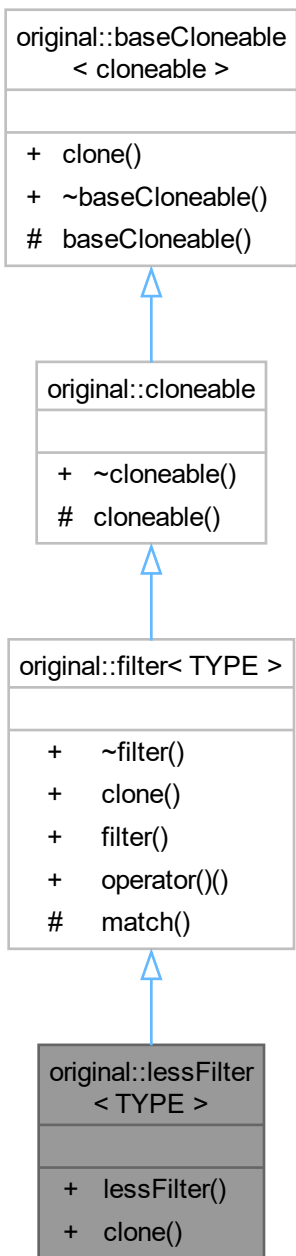 original::baseCloneable
< cloneable >
+ clone()
+ ~baseCloneable()
# baseCloneable()
original::cloneable
+ ~cloneable()
# cloneable()
original::filter< TYPE >
+ ~filter()
+ clone()
+ filter()
+ operator()()
# match()
original::lessFilter
< TYPE >
+ lessFilter()
+ clone()